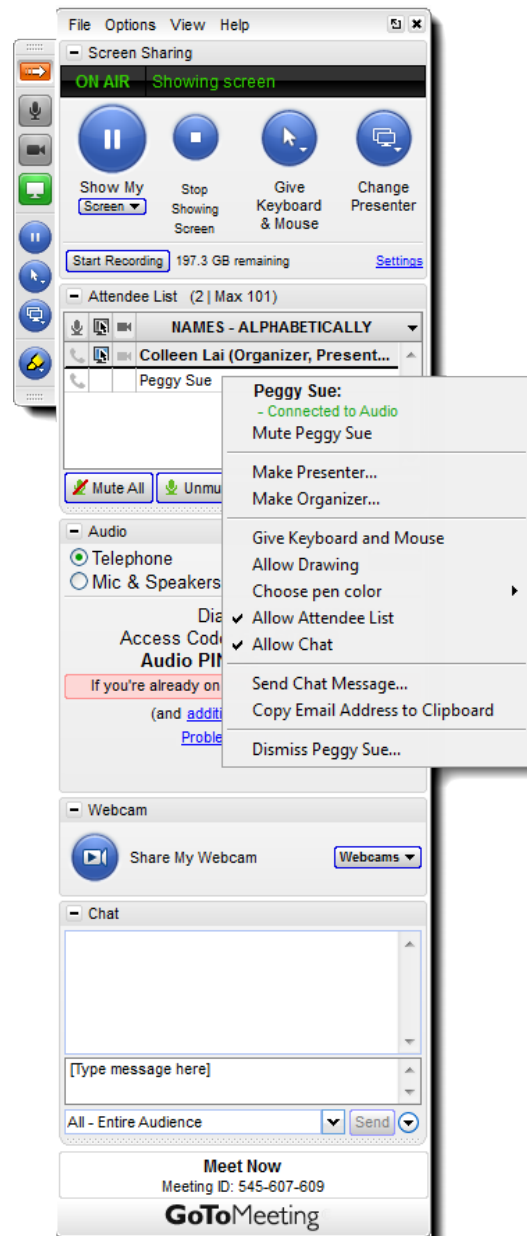 File Options View Help
Screen Sharing
ON AIR Showing screen
Show My
Screen
Stop
Showing
Screen
Give
Keyboard
& Mouse
Change
Presenter
Start Recording 197.3 GB remaining Settings
Attendee List (2 | Max 101)
NAMES - ALPHABETICALLY
Colleen Lai (Organizer, Present...
Peggy Sue
Peggy Sue:
- Connected to Audio
Mute Peggy Sue
Make Presenter...
Make Organizer...
Give Keyboard and Mouse
Allow Drawing
Choose pen color
Allow Attendee List
Allow Chat
Send Chat Message...
Copy Email Address to Clipboard
Dismiss Peggy Sue...
Mute All
Audio
Telephone
Mic & Speakers
Access
Audio
If you're already on
(and
Webcam
Share My Webcam Webcams
Chat
[Type message here]
All - Entire Audience Send
Meet Now
Meeting ID: 545-607-609
GoToMeeting